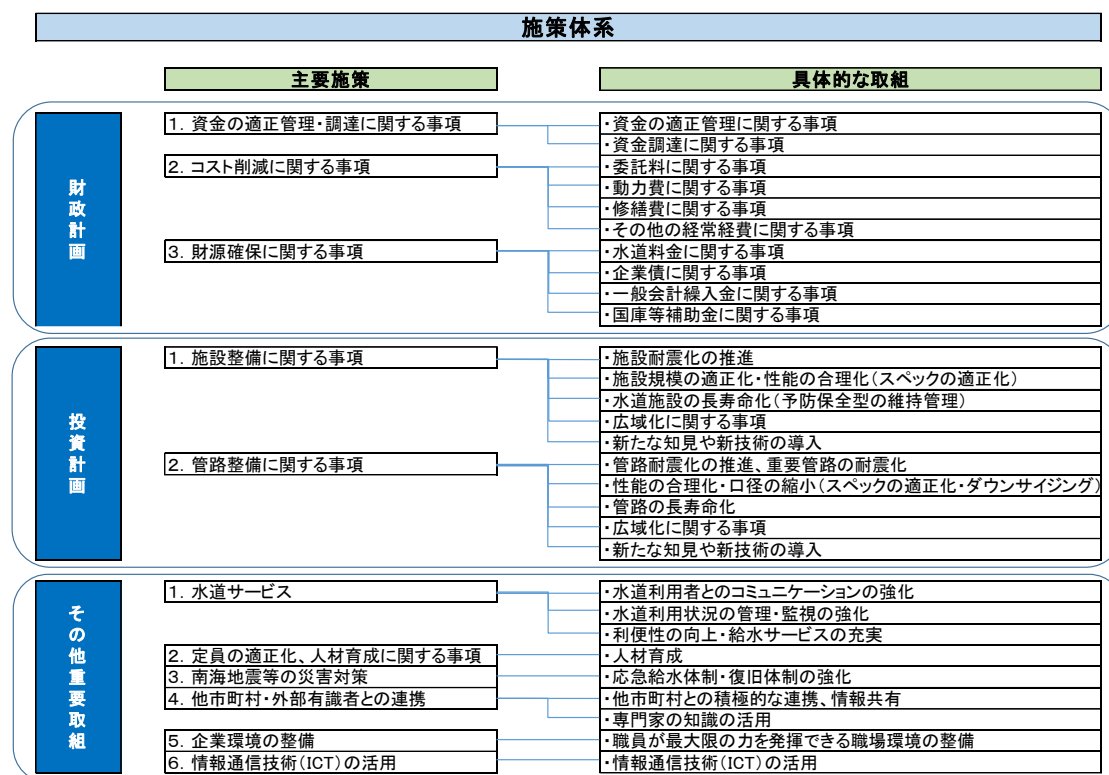 施策体系
主要施策
具体的な取組
財政計画
1. 資金の適正管理・調達に関する事項
・資金の適正管理に関する事項
・資金調達に関する事項
2. コスト削減に関する事項
・委託料に関する事項
・動力費に関する事項
・修繕費に関する事項
・その他の経常経費に関する事項
3. 財源確保に関する事項
・水道料金に関する事項
・企業債に関する事項
・一般会計繰入金に関する事項
・国庫等補助金に関する事項
投資計画
1. 施設整備に関する事項
・施設耐震化の推進
・施設規模の適正化・性能の合理化(スペックの適正化)
・水道施設の長寿命化(予防保全型の維持管理)
・広域化に関する事項
・新たな知見や新技術の導入
2. 管路整備に関する事項
・管路耐震化の推進、重要管路の耐震化
・性能の合理化・口径の縮小(スペックの適正化・ダウンサイジング)
・管路の長寿命化
・広域化に関する事項
・新たな知見や新技術の導入
その他重要取組
1. 水道サービス
・水道利用者とのコミュニケーションの強化
・水道利用状況の管理・監視の強化
・利便性の向上・給水サービスの充実
2. 定員の適正化、人材育成に関する事項
・人材育成
3. 南海地震等の災害対策
・応急給水体制・復旧体制の強化
4. 他市町村・外部有識者との連携
・他市町村との積極的な連携、情報共有
・専門家の知識の活用
5. 企業環境の整備
・職員が最大限の力を発揮できる職場環境の整備
6. 情報通信技術(ICT)の活用
・情報通信技術(ICT)の活用